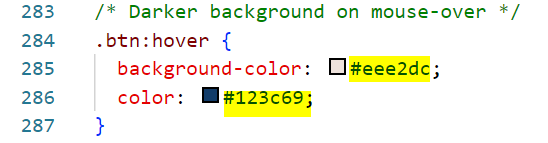 283 /* Darker background on mouse-over */
284 .btn:hover {
285 background-color: #eee2dc;
286 color: #123c69;
287 }